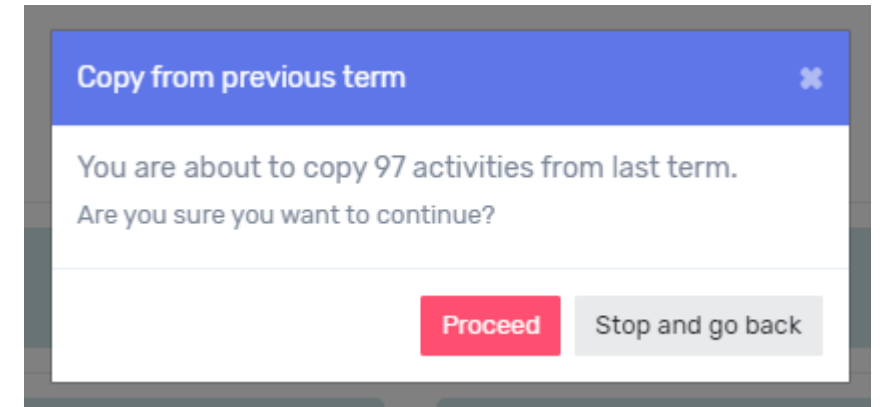 Copy from previous term
You are about to copy 97 activities from last term.
Are you sure you want to continue?
Proceed
Stop and go back